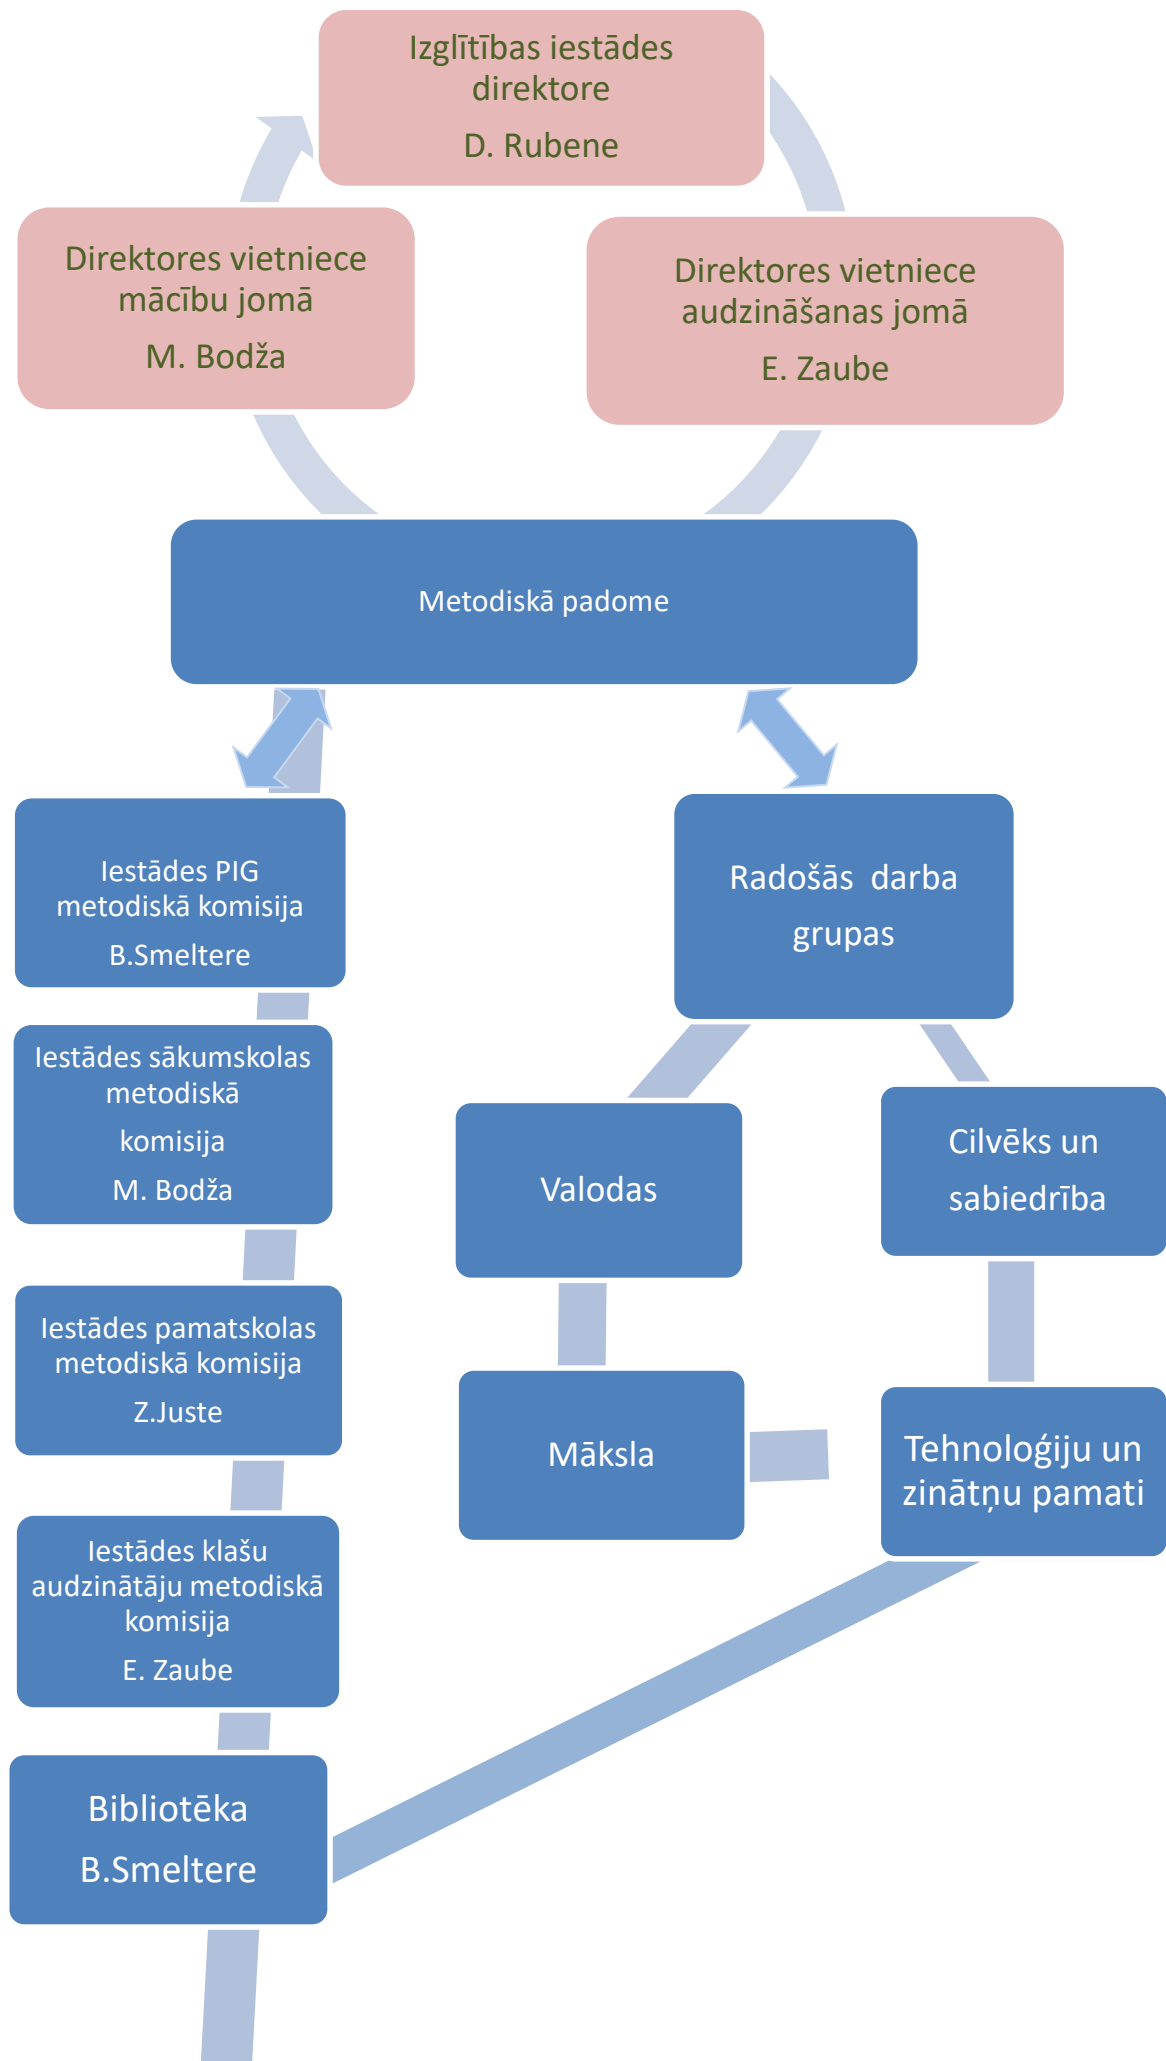 Izglītības iestādes
direktore
D. Rubene
Direktores vietniece
mācību jomā
M. Bodža
Direktores vietniece
audzināšanas jomā
E. Zaube
Metodiskā padome
Iestādes PIG
metodiskā komisija
B.Smeltere
Radošās darba
grupas
Iestādes sākumskolas
metodiskā
komisija
M. Bodža
Valodas
Cilvēks un
sabiedrība
Iestādes pamatskolas
metodiskā komisija
Z.Juste
Māksla
Tehnoloģiju un
zinātņu pamati
Iestādes klašu
audzinātāju metodiskā
komisija
E. Zaube
Bibliotēka
B.Smeltere